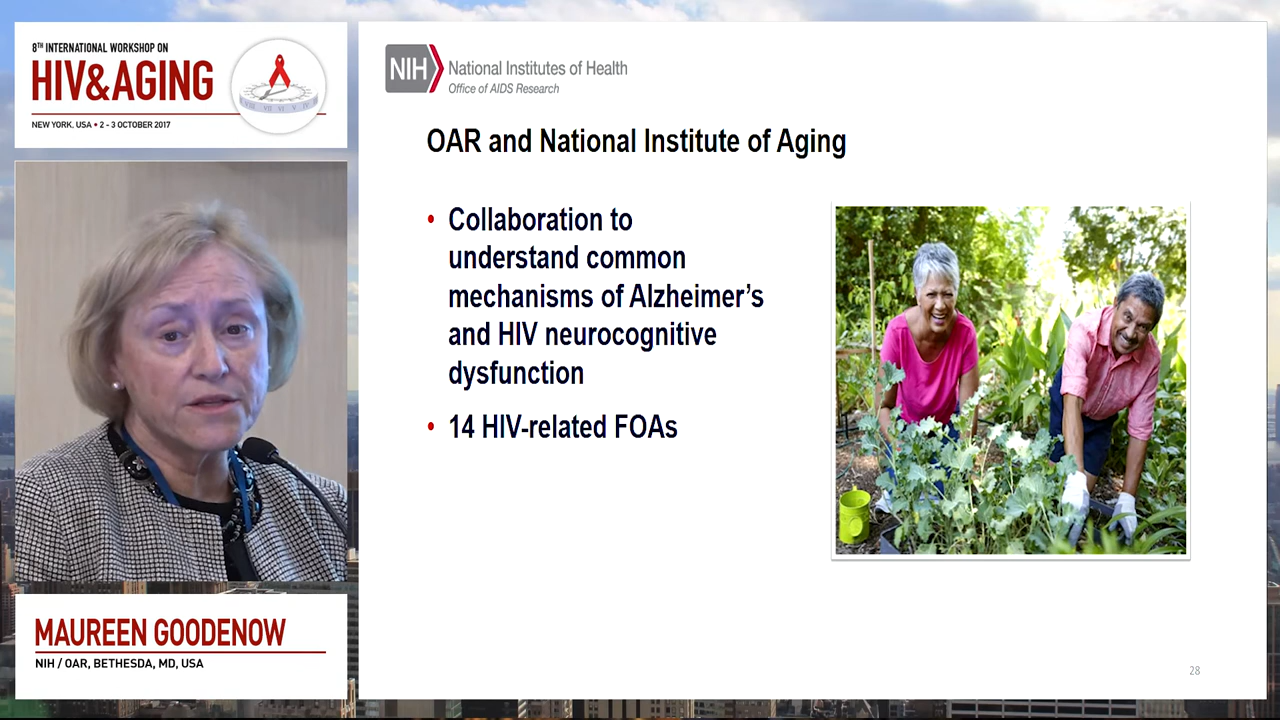 8TH INTERNATIONAL WORKSHOP ON
HIV&AGING
NEW YORK, USA • 2 - 3 OCTOBER 2017
MAUREEN GOODENOW
NIH / OAR, BETHESDA, MD, USA
NIH
National Institutes of Health
Office of AIDS Research
OAR and National Institute of Aging
• Collaboration to
understand common
mechanisms of Alzheimer's
and HIV neurocognitive
dysfunction
• 14 HIV-related FOAs
28